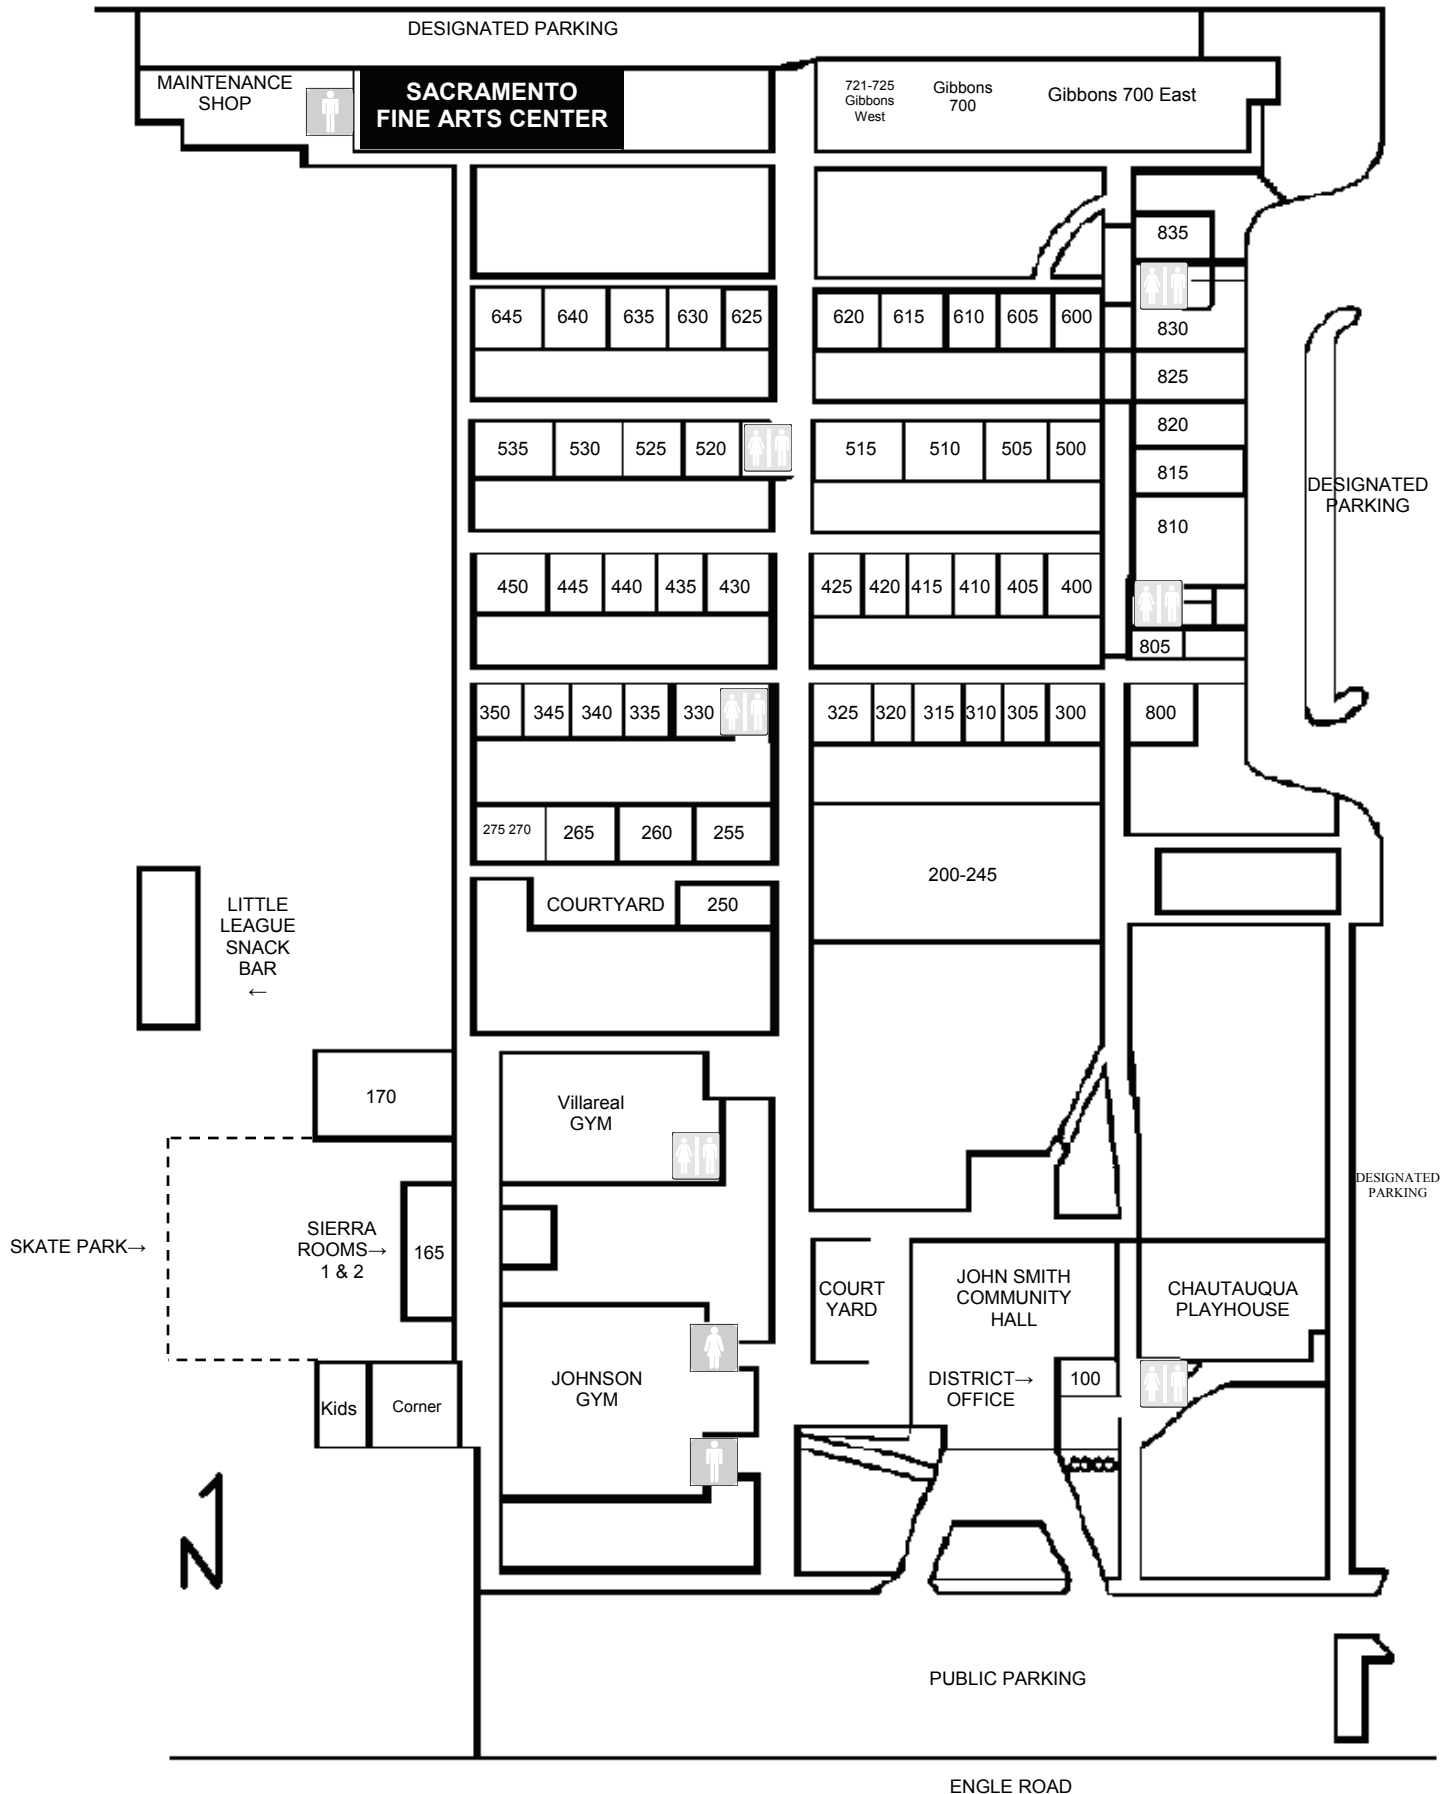 DESIGNATED PARKING
MAINTENANCE
SHOP
SACRAMENTO
FINE ARTS CENTER
721-725
Gibbons
West
Gibbons
700
Gibbons 700 East
835
645 640 635 630 625 620 615 610 605 600
830
825
820
535 530 525 520 515 510 505 500
815
DESIGNATED
PARKING
810
450 445 440 435 430 425 420 415 410 405 400
805
350 345 340 335 330 325 320 315 310 305 300 800
275 270 265 260 255
200-245
COURTYARD 250
LITTLE
LEAGUE
SNACK
BAR
←
170
Villareal
GYM
DESIGNATED
PARKING
SKATE PARK→
SIERRA
ROOMS→
1 & 2
165
COURT
YARD
JOHN SMITH
COMMUNITY
HALL
CHAUTAUQUA
PLAYHOUSE
JOHNSON
GYM
DISTRICT→
OFFICE
100
Kids Corner
N
PUBLIC PARKING
ENGLE ROAD